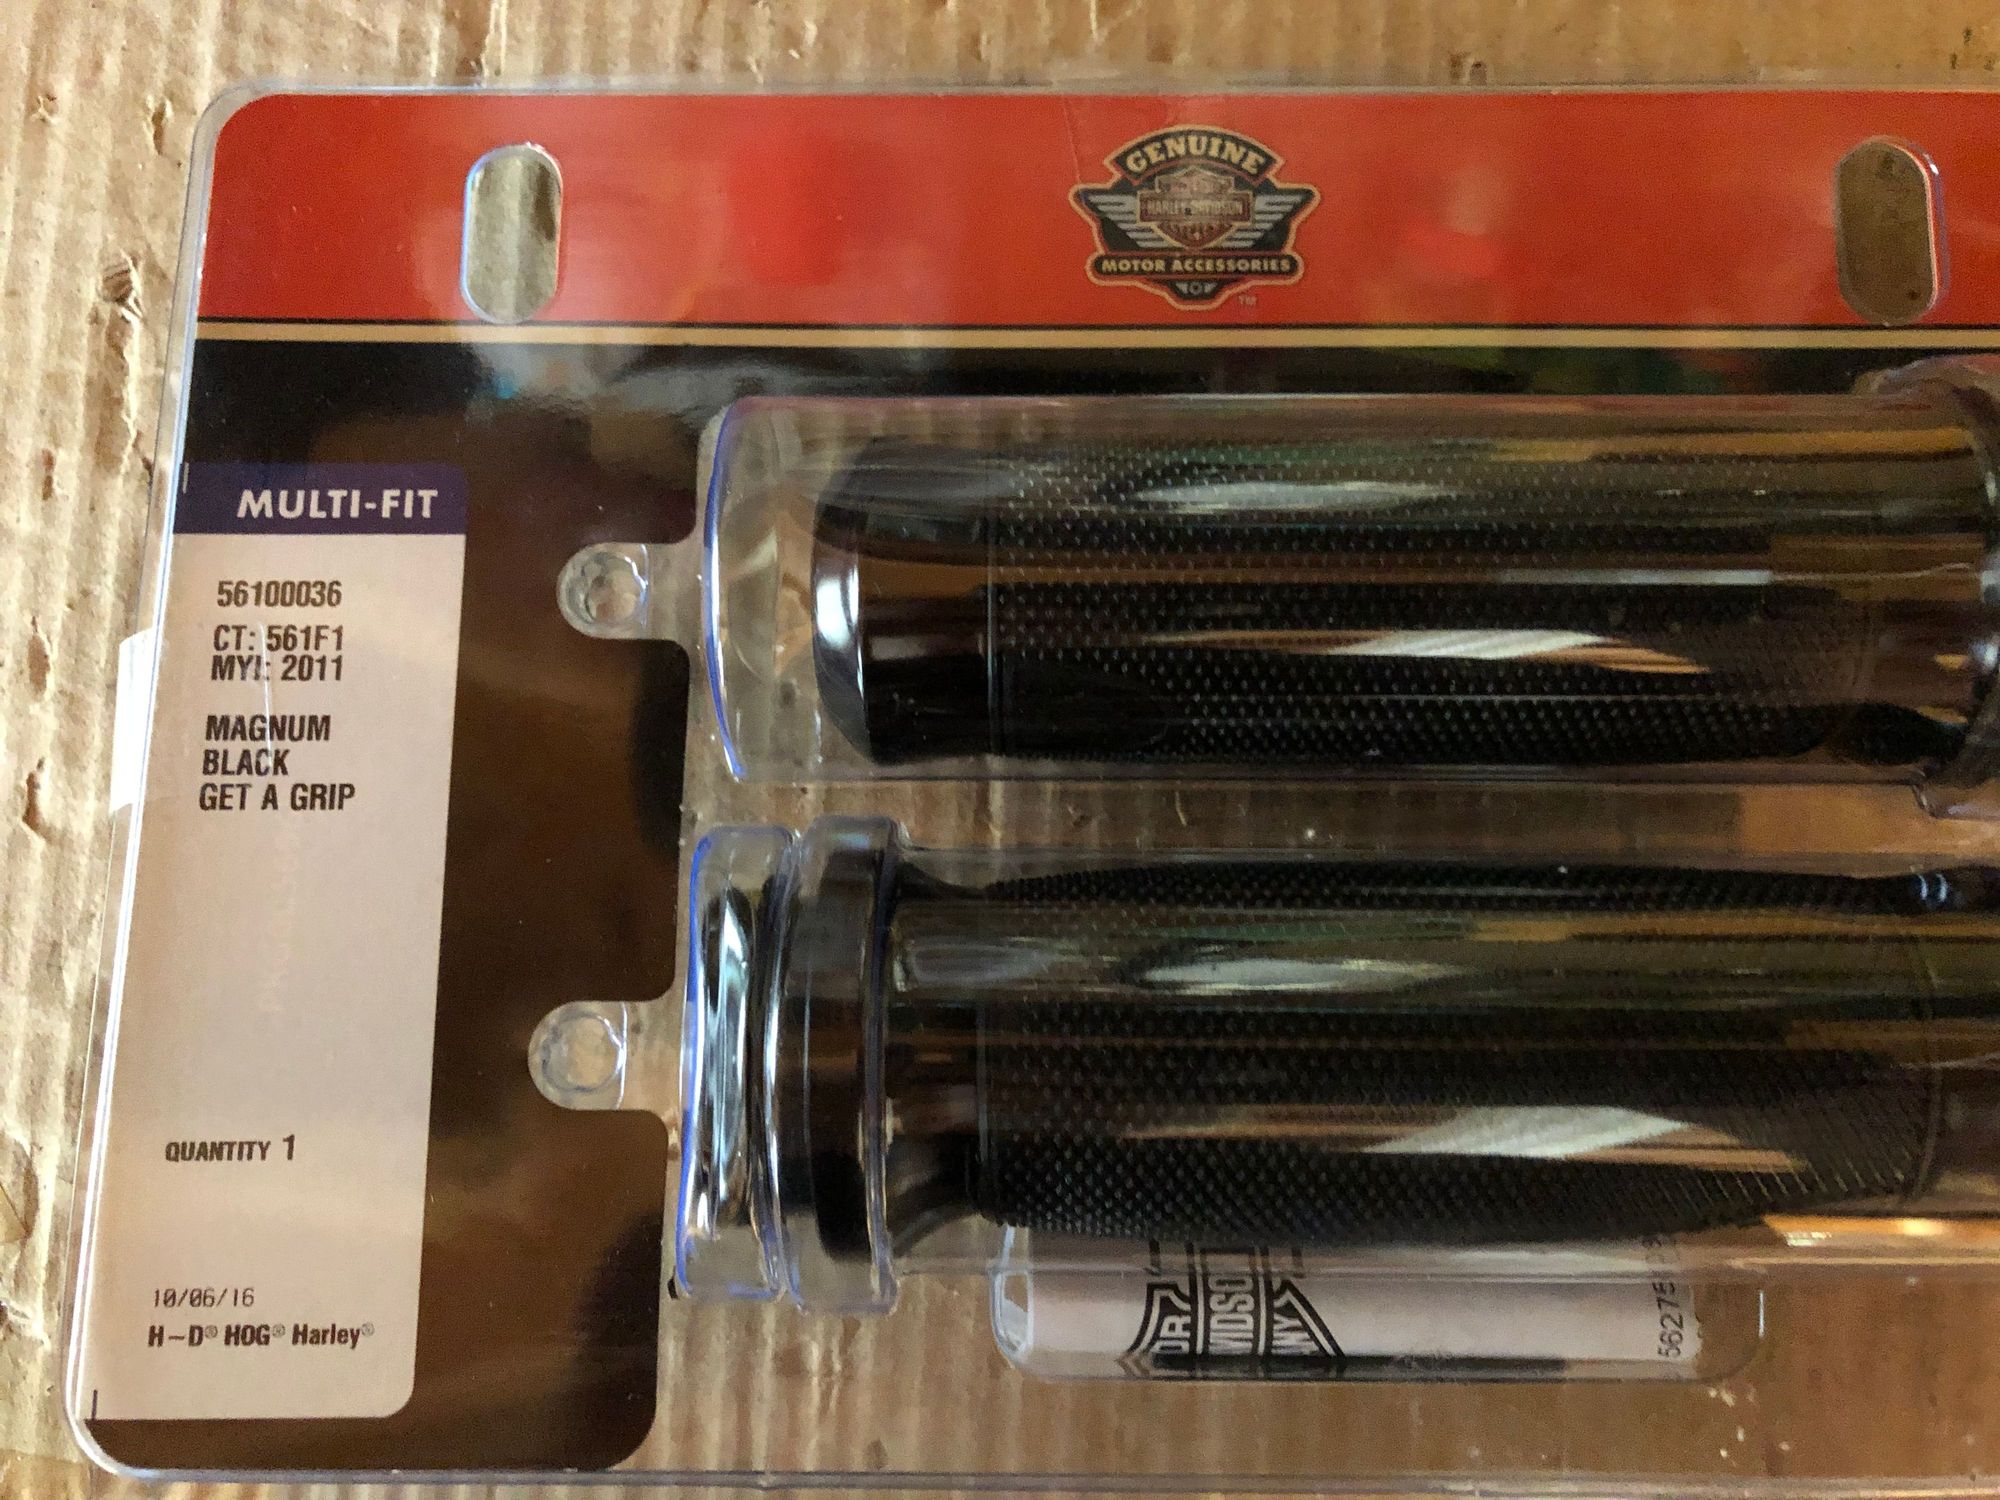 GENUINE
HARLEY-DAVIDSON
MOTOR ACCESSORIES
TM
MULTI-FIT
56100036
CT: 561F1
MYI: 2011
MAGNUM
BLACK
GET A GRIP
QUANTITY 1
10/06/16
H-D® HOG® Harley®